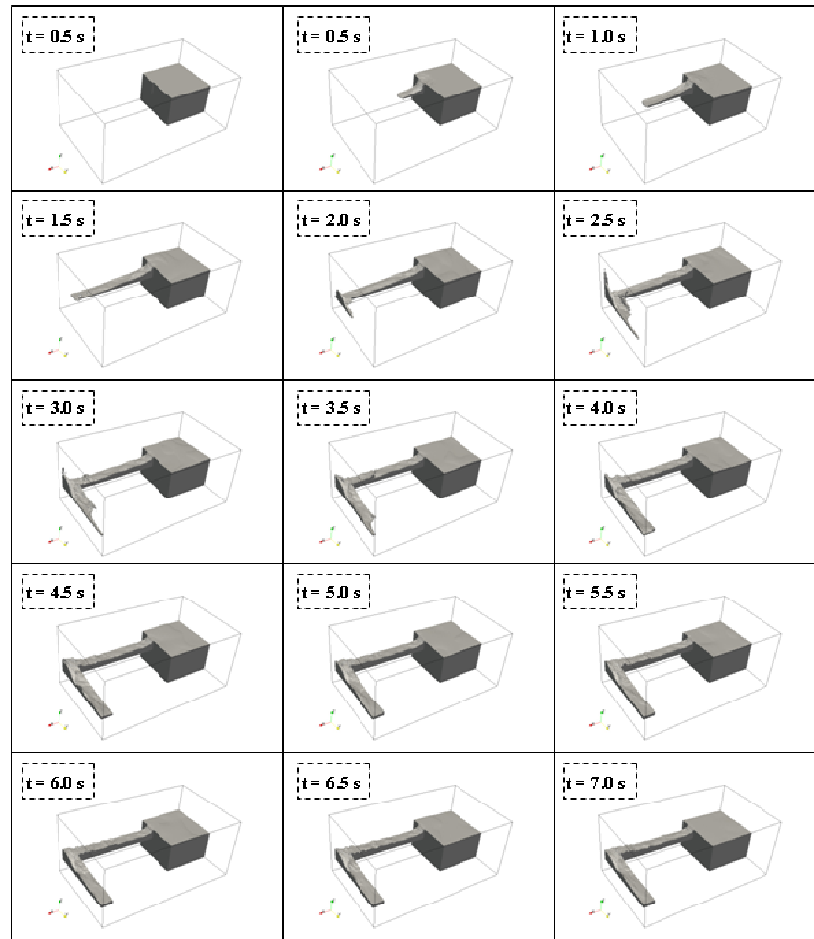 t = 0.5 s
t = 0.5 s
t = 1.0 s
t = 1.5 s
t = 2.0 s
t = 2.5 s
t = 3.0 s
t = 3.5 s
t = 4.0 s
t = 4.5 s
t = 5.0 s
t = 5.5 s
t = 6.0 s
t = 6.5 s
t = 7.0 s